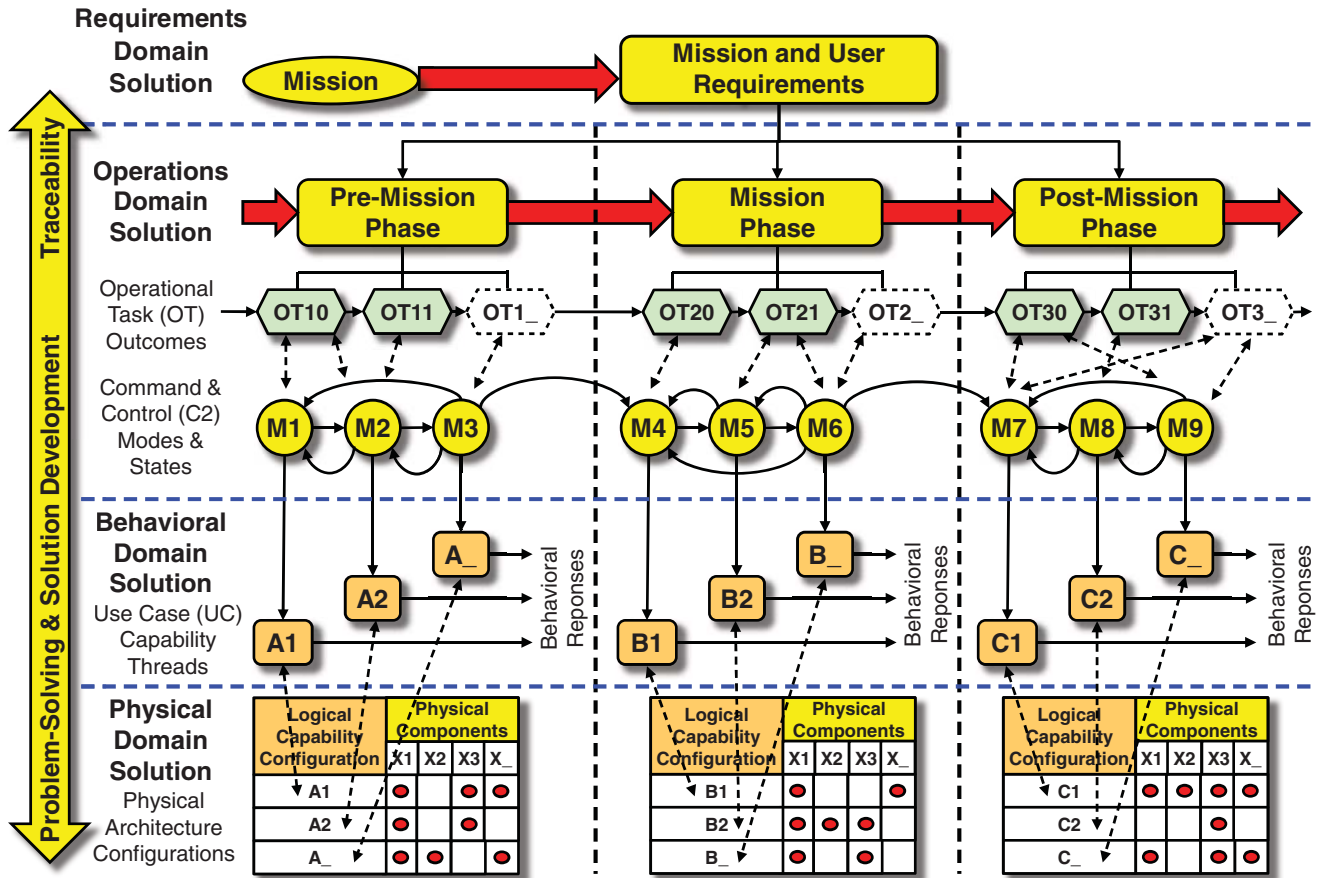 Requirements
Domain
Solution
Mission
Mission and User
Requirements
Problem-Solving & Solution Development
Traceability
Operations
Domain
Solution
Pre-Mission
Phase
Mission
Phase
Post-Mission
Phase
Operational
Task (OT)
Outcomes
OT10
OT11
OT1_
OT20
OT21
OT2_
OT30
OT31
OT3_
Command &
Control (C2)
Modes &
States
M1
M2
M3
M4
M5
M6
M7
M8
M9
Behavioral
Domain
Solution
Use Case (UC)
Capability
Threads
A_
A2
A1
Behavioral
Reponses
B_
B2
B1
Behavioral
Reponses
C_
C2
C1
Behavioral
Reponses
Physical
Domain
Solution
Physical
Architecture
Configurations
Logical
Capability
Configuration
Physical
Components
X1 X2 X3 X_
A1
A2
A_
Logical
Capability
Configuration
Physical
Components
X1 X2 X3 X_
B1
B2
B_
Logical
Capability
Configuration
Physical
Components
X1 X2 X3 X_
C1
C2
C_